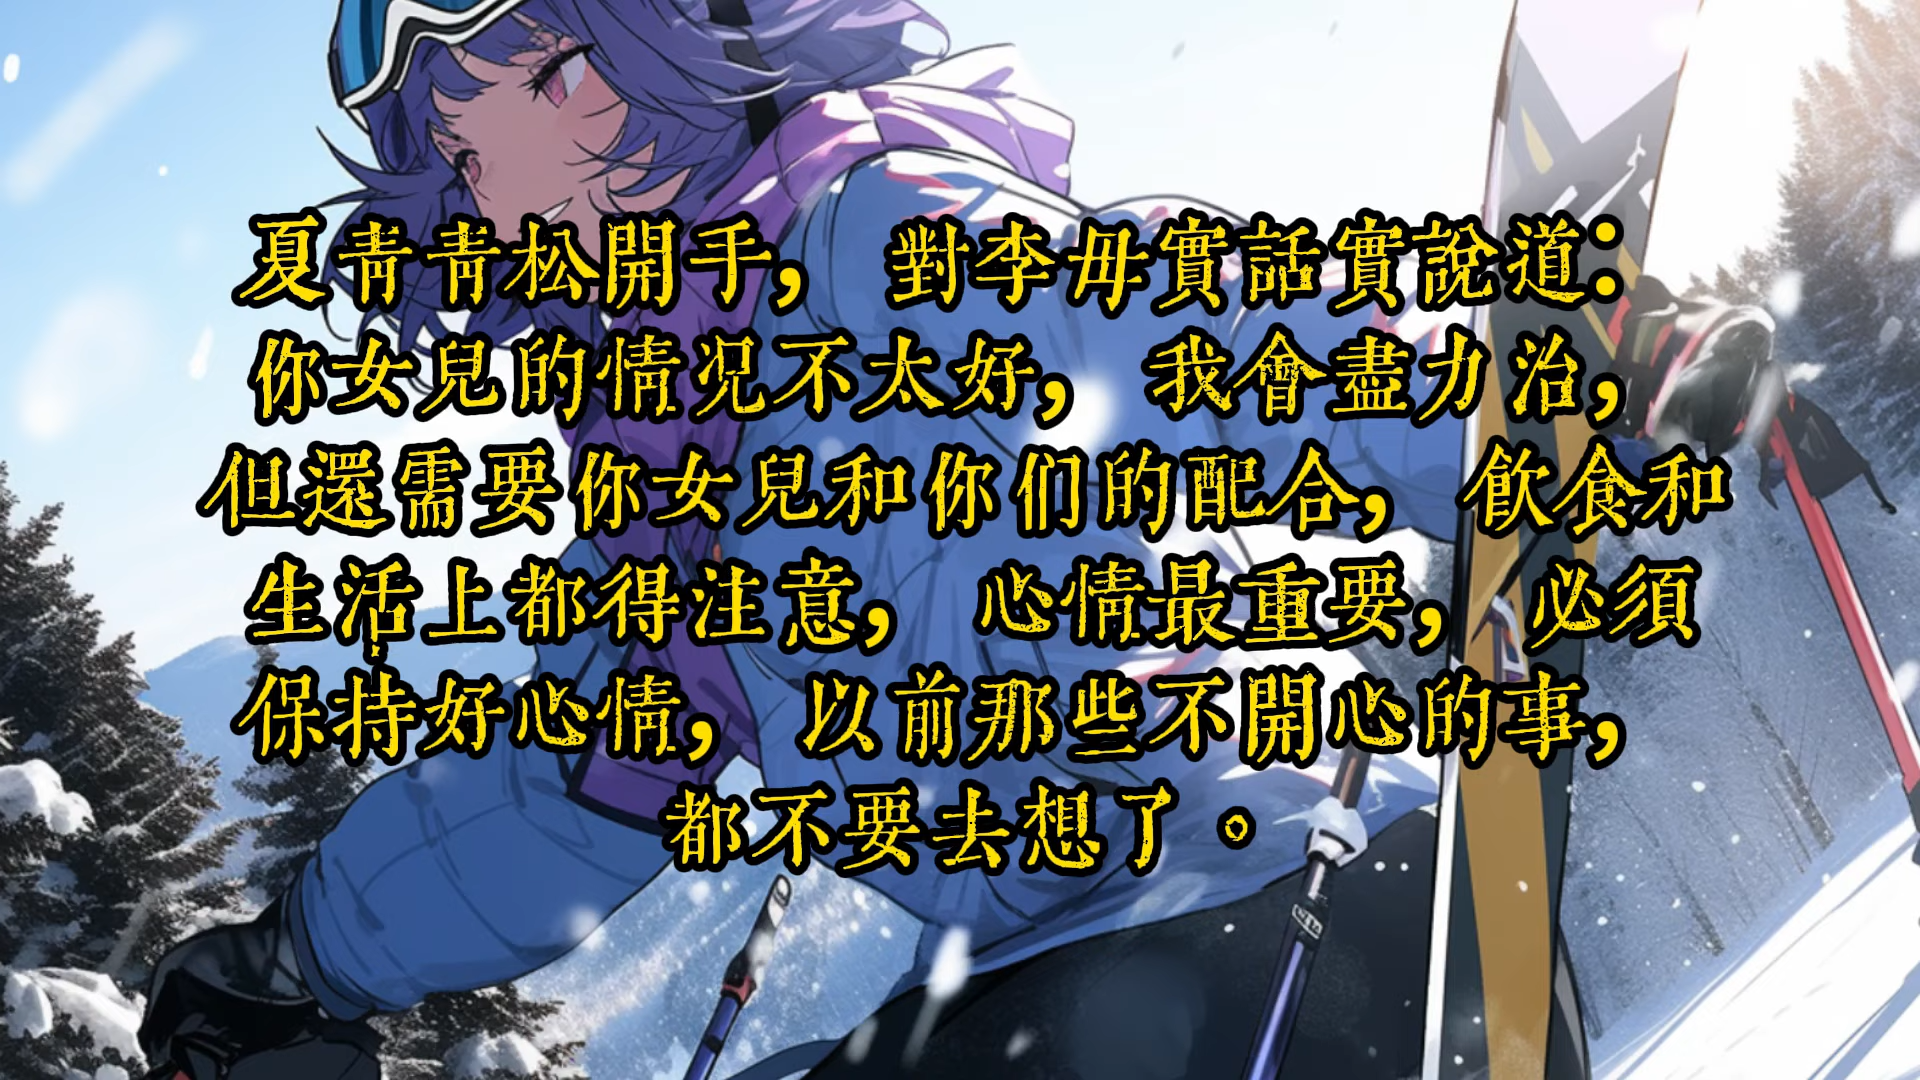 夏青青松開手，對李毋實話實說道：
你女兒的情況不太好，我會盡力治，
但還需要你女兒和你们的配合，飲食和
生活上都得注意，心情最重要，必須
保持好心情，以前那些不開心的事，
都不要去想了。